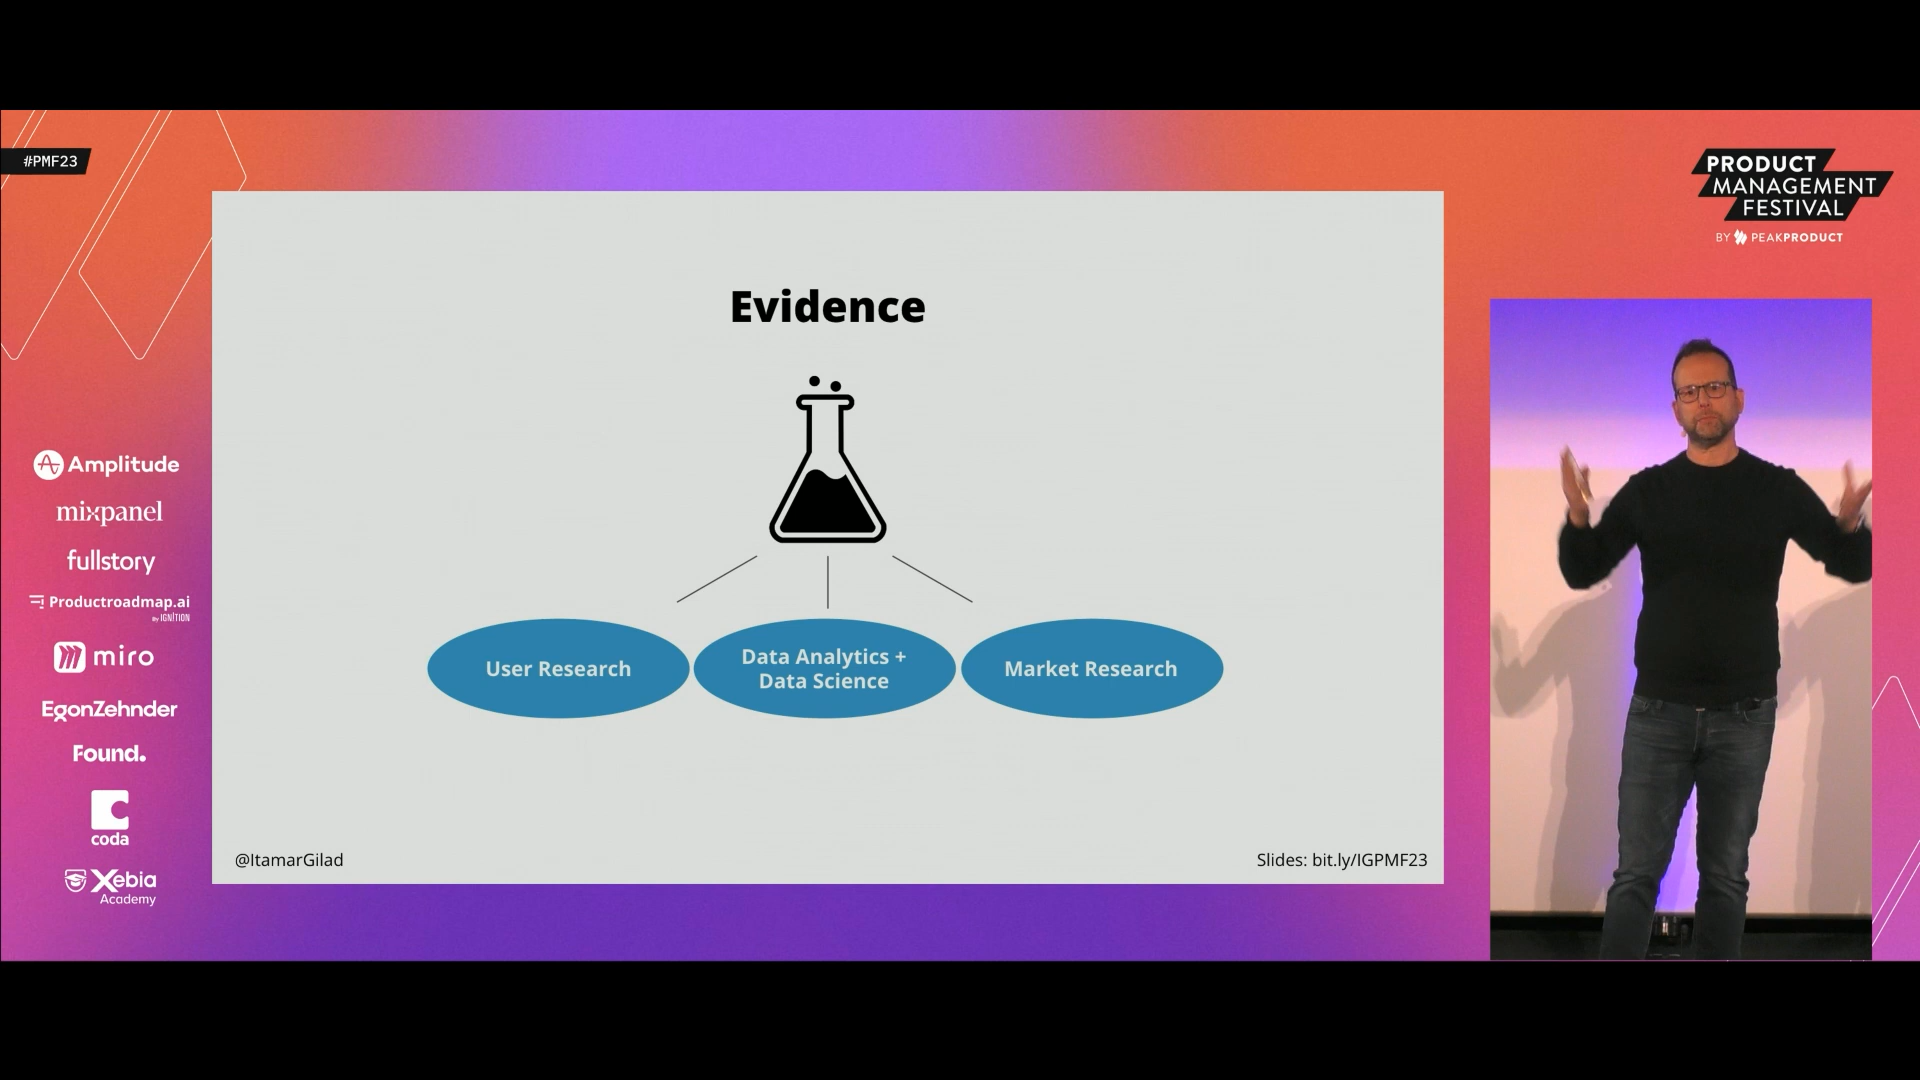 #PMF23
PRODUCT
MANAGEMENT
FESTIVAL
BY PEAKPRODUCT
Evidence
User Research
Data Analytics +
Data Science
Market Research
@ItamarGilad
Slides: bit.ly/IGPMF23
Amplitude
mixpanel
fullstory
Productroadmap.ai
By IGNITION
miro
EgonZehnder
Found.
coda
Xebia
Academy